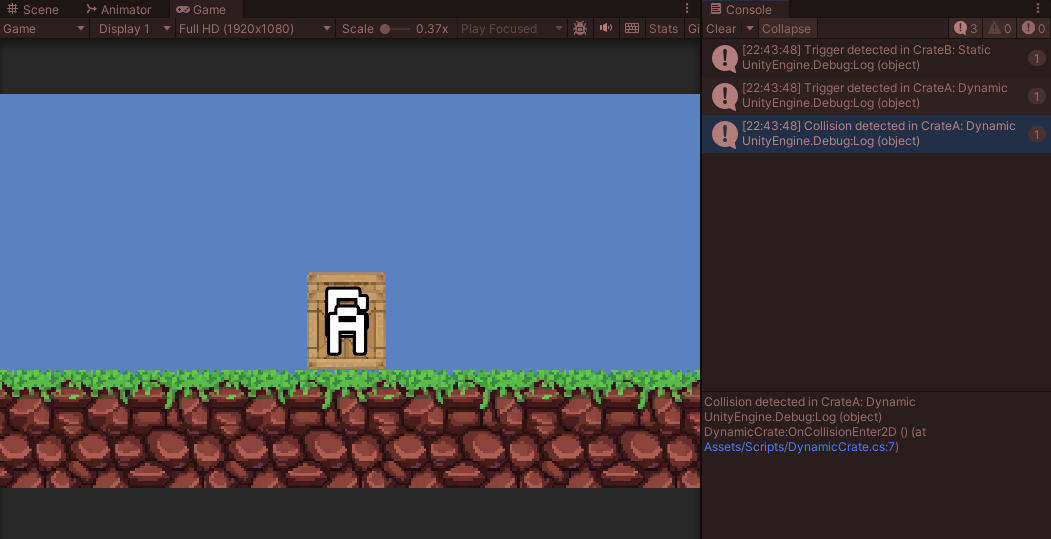 Scene Animator Game
Game Display 1 Full HD (1920x1080) Scale 0.37x Play Focused Stats Gi
A
Console
Clear Collapse 3 0 0
[22:43:48] Trigger detected in CrateB: Static
UnityEngine.Debug:Log (object)
1
[22:43:48] Trigger detected in CrateA: Dynamic
UnityEngine.Debug:Log (object)
1
[22:43:48] Collision detected in CrateA: Dynamic
UnityEngine.Debug:Log (object)
1
Collision detected in CrateA: Dynamic
UnityEngine.Debug:Log (object)
DynamicCrate:OnCollisionEnter2D () (at
Assets/Scripts/DynamicCrate.cs:7)